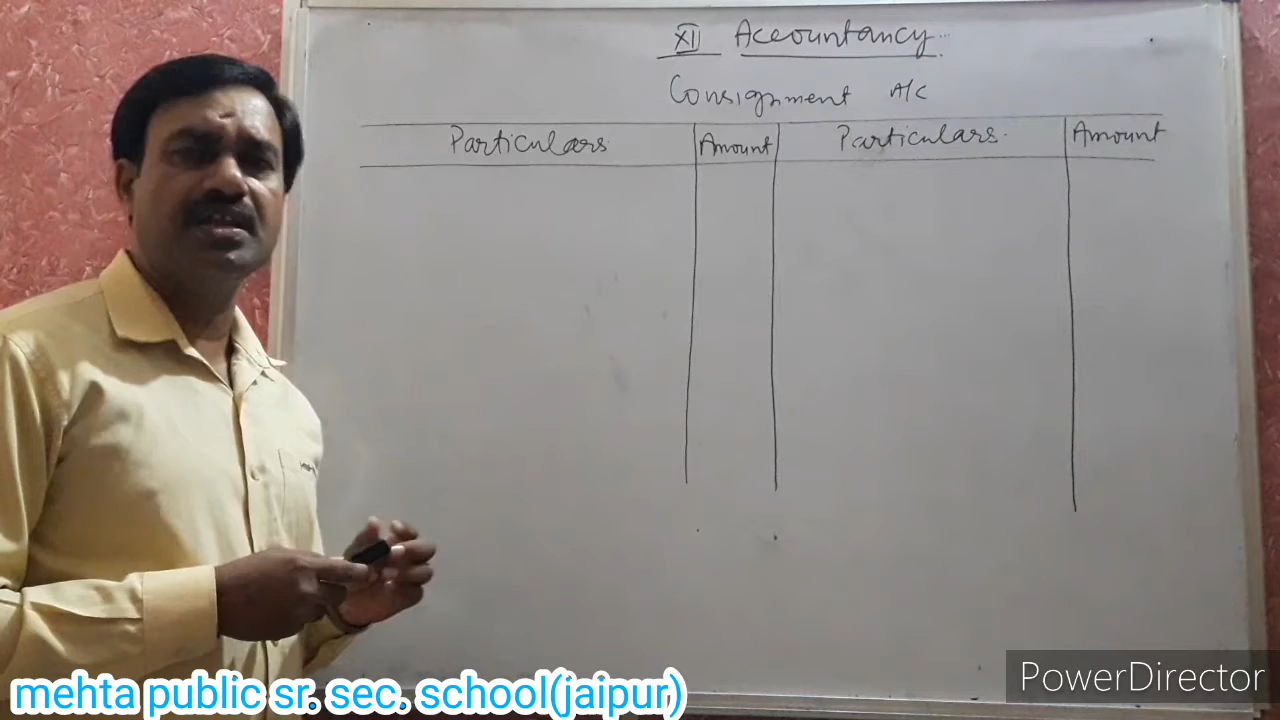 XII Accountancy...
Consignment A/C
Particulars Amount Particulars. Amount
mehta public sr. sec. school(jaipur)
PowerDirector